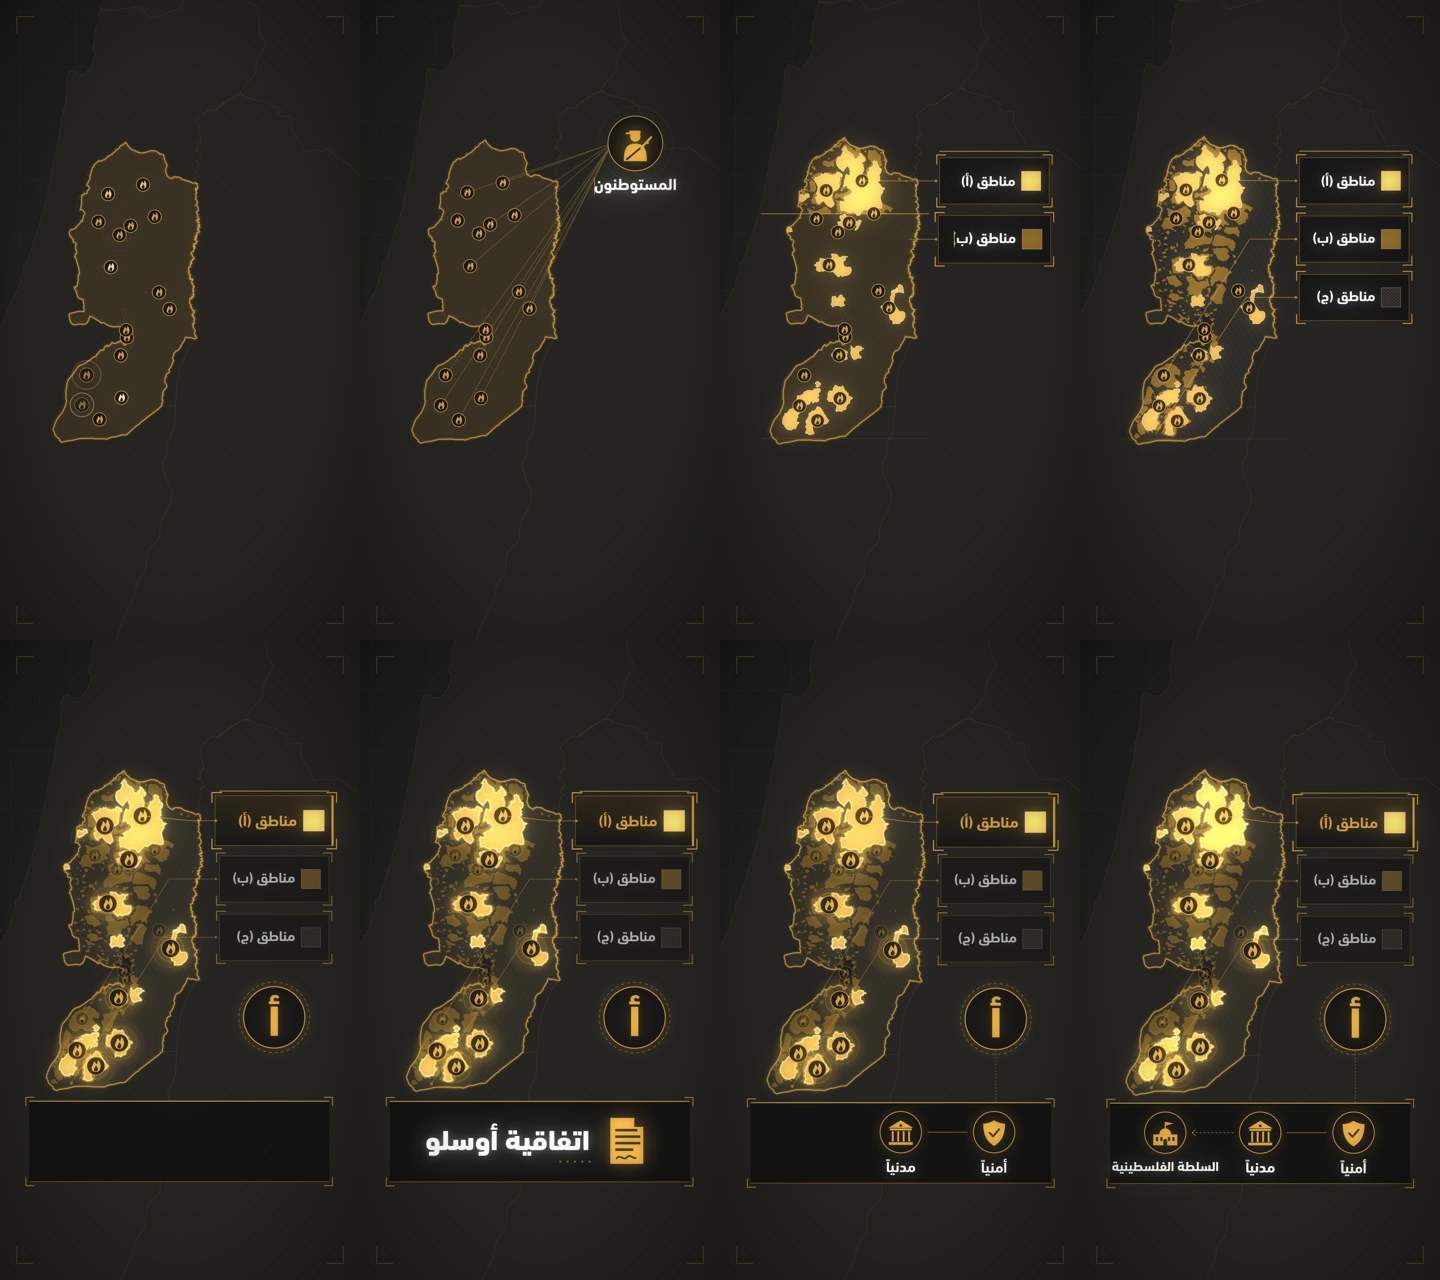 المستوطنون
مناطق (أ)
مناطق (ب)
مناطق (أ)
مناطق (ب)
مناطق (ج)
مناطق (أ)
مناطق (ب)
مناطق (ج)
أ
مناطق (أ)
مناطق (ب)
مناطق (ج)
أ
اتفاقية أوسلو
مناطق (أ)
مناطق (ب)
مناطق (ج)
أ
أمنياً
مدنياً
مناطق (أ)
مناطق (ب)
مناطق (ج)
أ
أمنياً
مدنياً
السلطة الفلسطينية